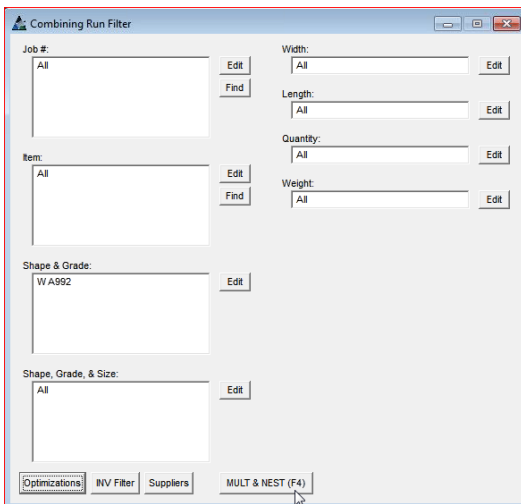 Combining Run Filter
Job #:
All
Edit
Find
Item:
All
Edit
Find
Shape & Grade:
W A992
Edit
Shape, Grade, & Size:
All
Edit
Width:
All
Edit
Length:
All
Edit
Quantity:
All
Edit
Weight:
All
Edit
Optimizations
INV Filter
Suppliers
MULT & NEST (F4)